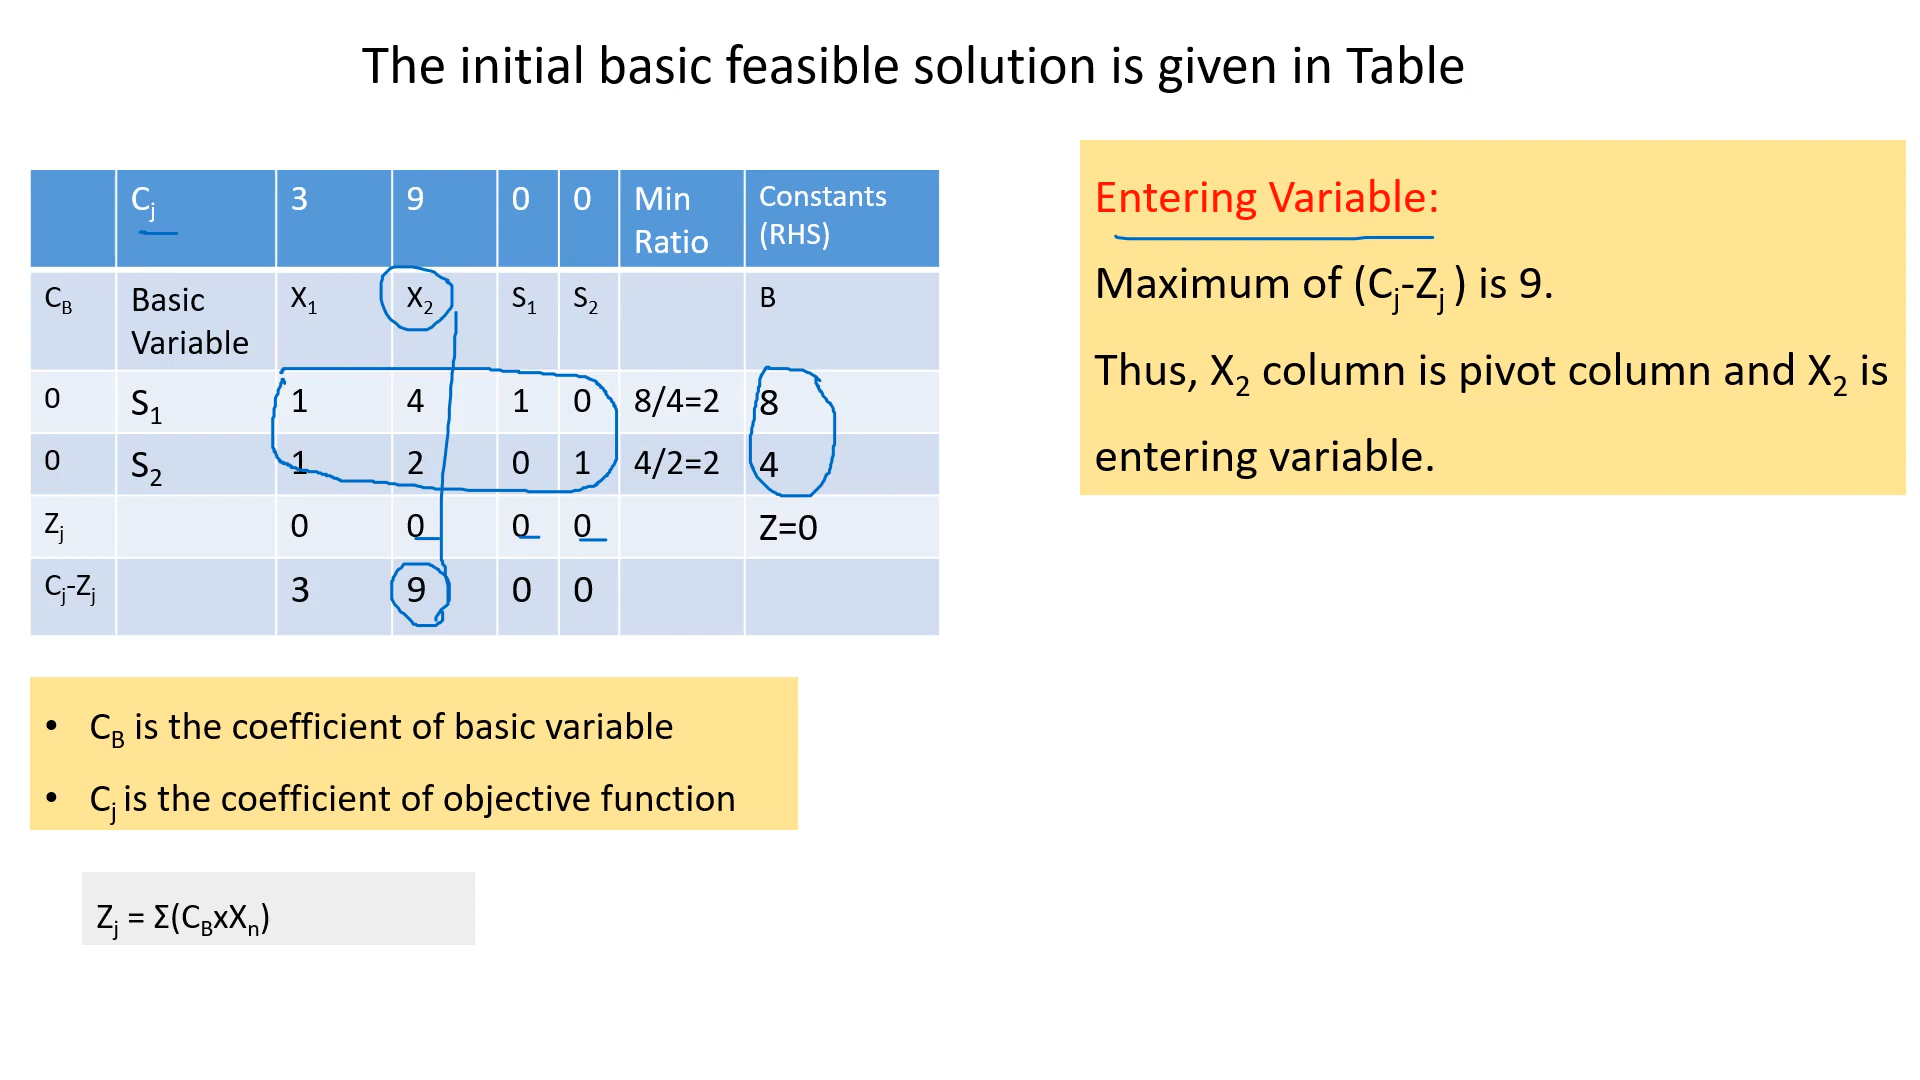 The initial basic feasible solution is given in Table
Cj 3 9 0 0 Min Ratio Constants (RHS)
CB Basic Variable X1 X2 S1 S2 B
0 S1 1 4 1 0 8/4=2 8
0 S2 1 2 0 1 4/2=2 4
Zj 0 0 0 0 Z=0
Cj-Zj 3 9 0 0
• CB is the coefficient of basic variable
• Cj is the coefficient of objective function
Zj = Σ(CBxXn)
Entering Variable:
Maximum of (Cj-Zj ) is 9.
Thus, X2 column is pivot column and X2 is
entering variable.